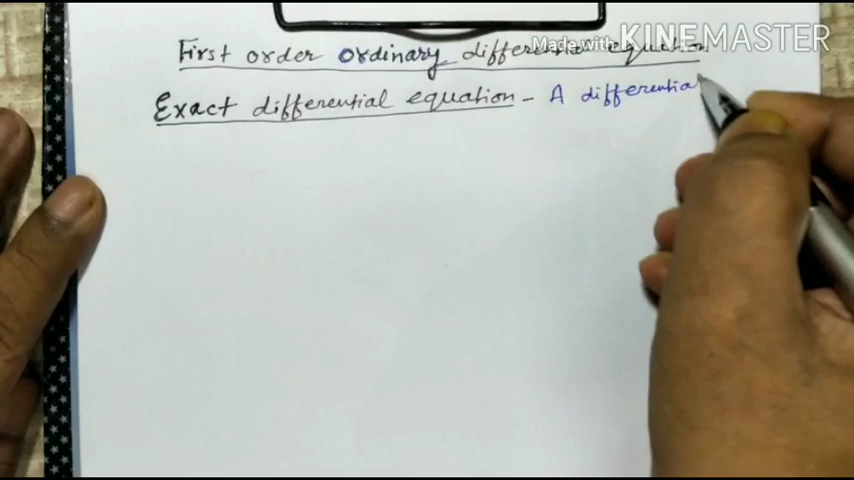 First order ordinary differential equation
Made with KINEMASTER
Exact differential equation - A differential